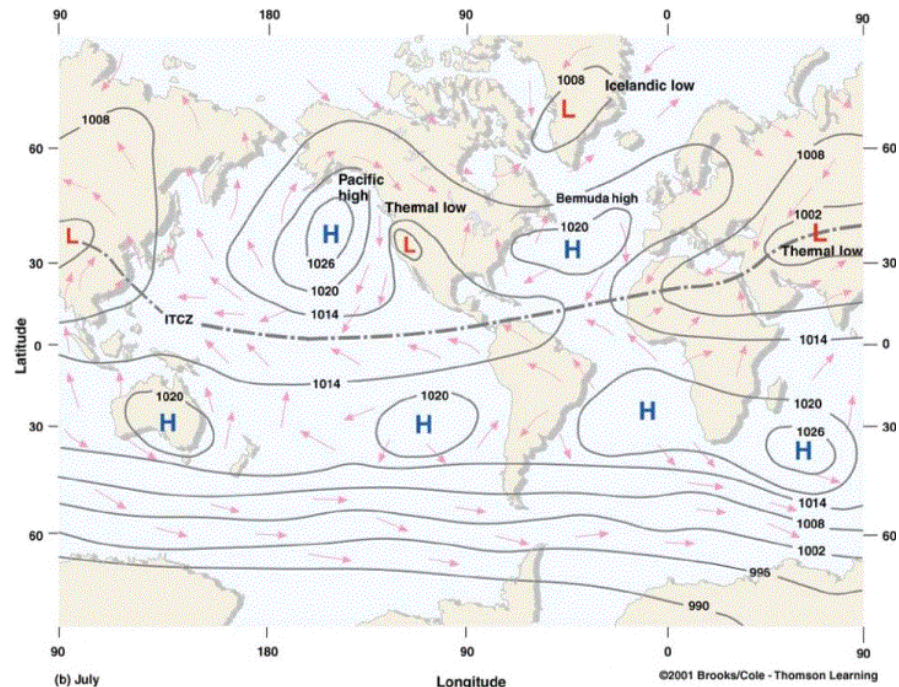 90 180 90 0 90
1008 Icelandic low
L
1008
60 60
1008
Pacific
high
Bermuda high
Thermal low
1002
1020
L H L H L
Thermal low
30 1026 30
1020
1014
ITCZ
Latitude
0 1014 0
1014
1020 1020 1020
H H H
30 1026 30
H
1014
1008
60 60
1002
996
990
90 180 90 0 90
(b) July Longitude ©2001 Brooks/Cole - Thomson Learning